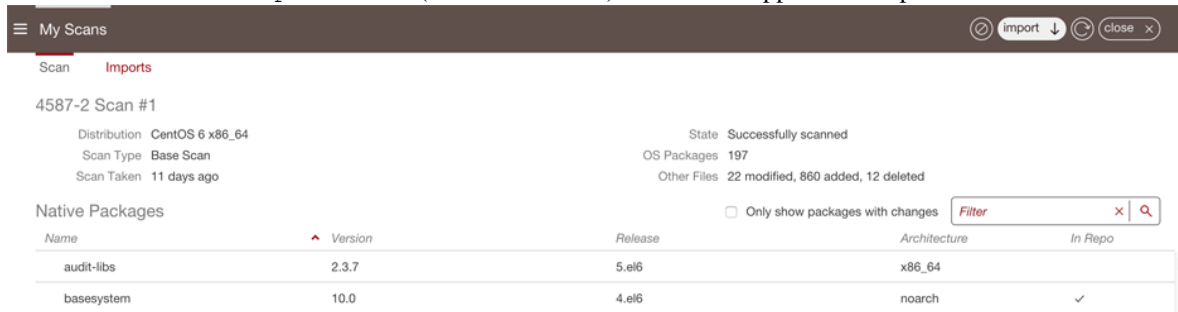 My Scans import close
Scan Imports
4587-2 Scan #1
Distribution CentOS 6 x86_64 State Successfully scanned
Scan Type Base Scan OS Packages 197
Scan Taken 11 days ago Other Files 22 modified, 860 added, 12 deleted
Native Packages Only show packages with changes Filter
Name Version Release Architecture In Repo
audit-libs 2.3.7 5.el6 x86_64
basesystem 10.0 4.el6 noarch